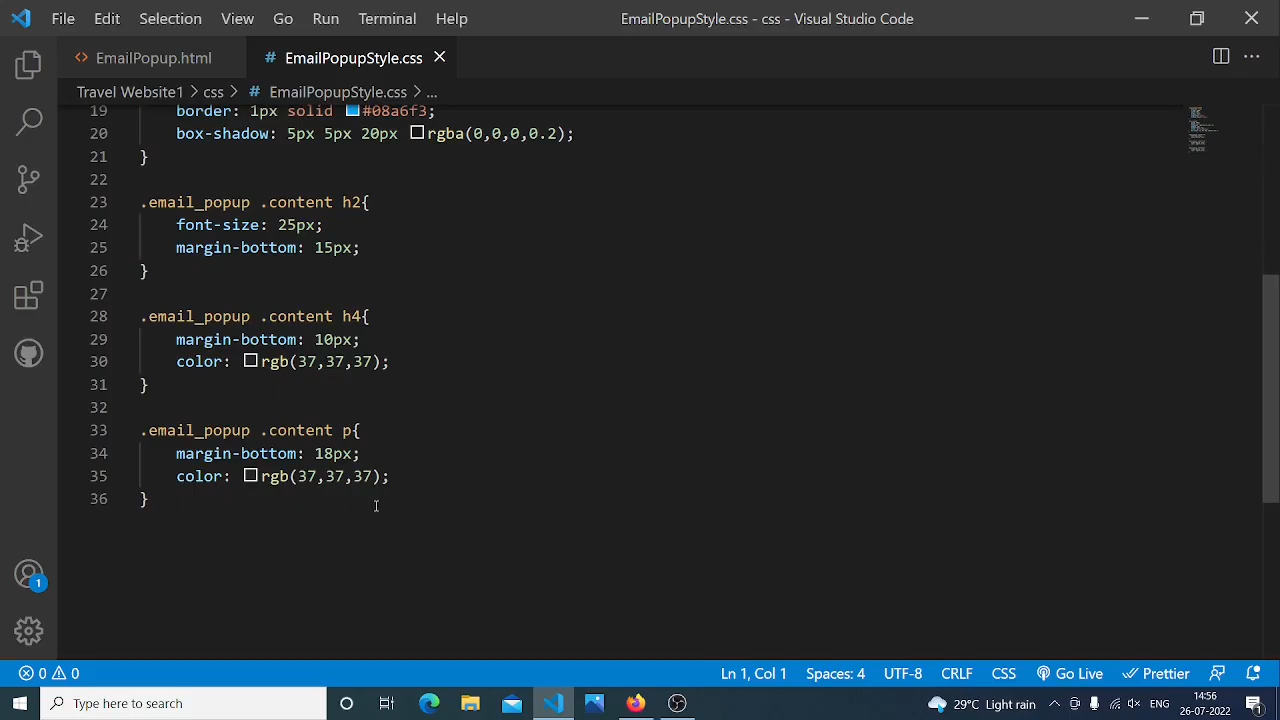 File Edit Selection View Go Run Terminal Help EmailPopupStyle.css - css - Visual Studio Code
<> EmailPopup.html # EmailPopupStyle.css
Travel Website1 > css > # EmailPopupStyle.css > ...
19 border: 1px solid #08a6f3;
20 box-shadow: 5px 5px 20px rgba(0,0,0,0.2);
21 }
22
23 .email_popup .content h2{
24 font-size: 25px;
25 margin-bottom: 15px;
26 }
27
28 .email_popup .content h4{
29 margin-bottom: 10px;
30 color: rgb(37,37,37);
31 }
32
33 .email_popup .content p{
34 margin-bottom: 18px;
35 color: rgb(37,37,37);
36 }
1
0 0 Ln 1, Col 1 Spaces: 4 UTF-8 CRLF CSS Go Live Prettier
Type here to search 29°C Light rain ENG 14:56
26-07-2022